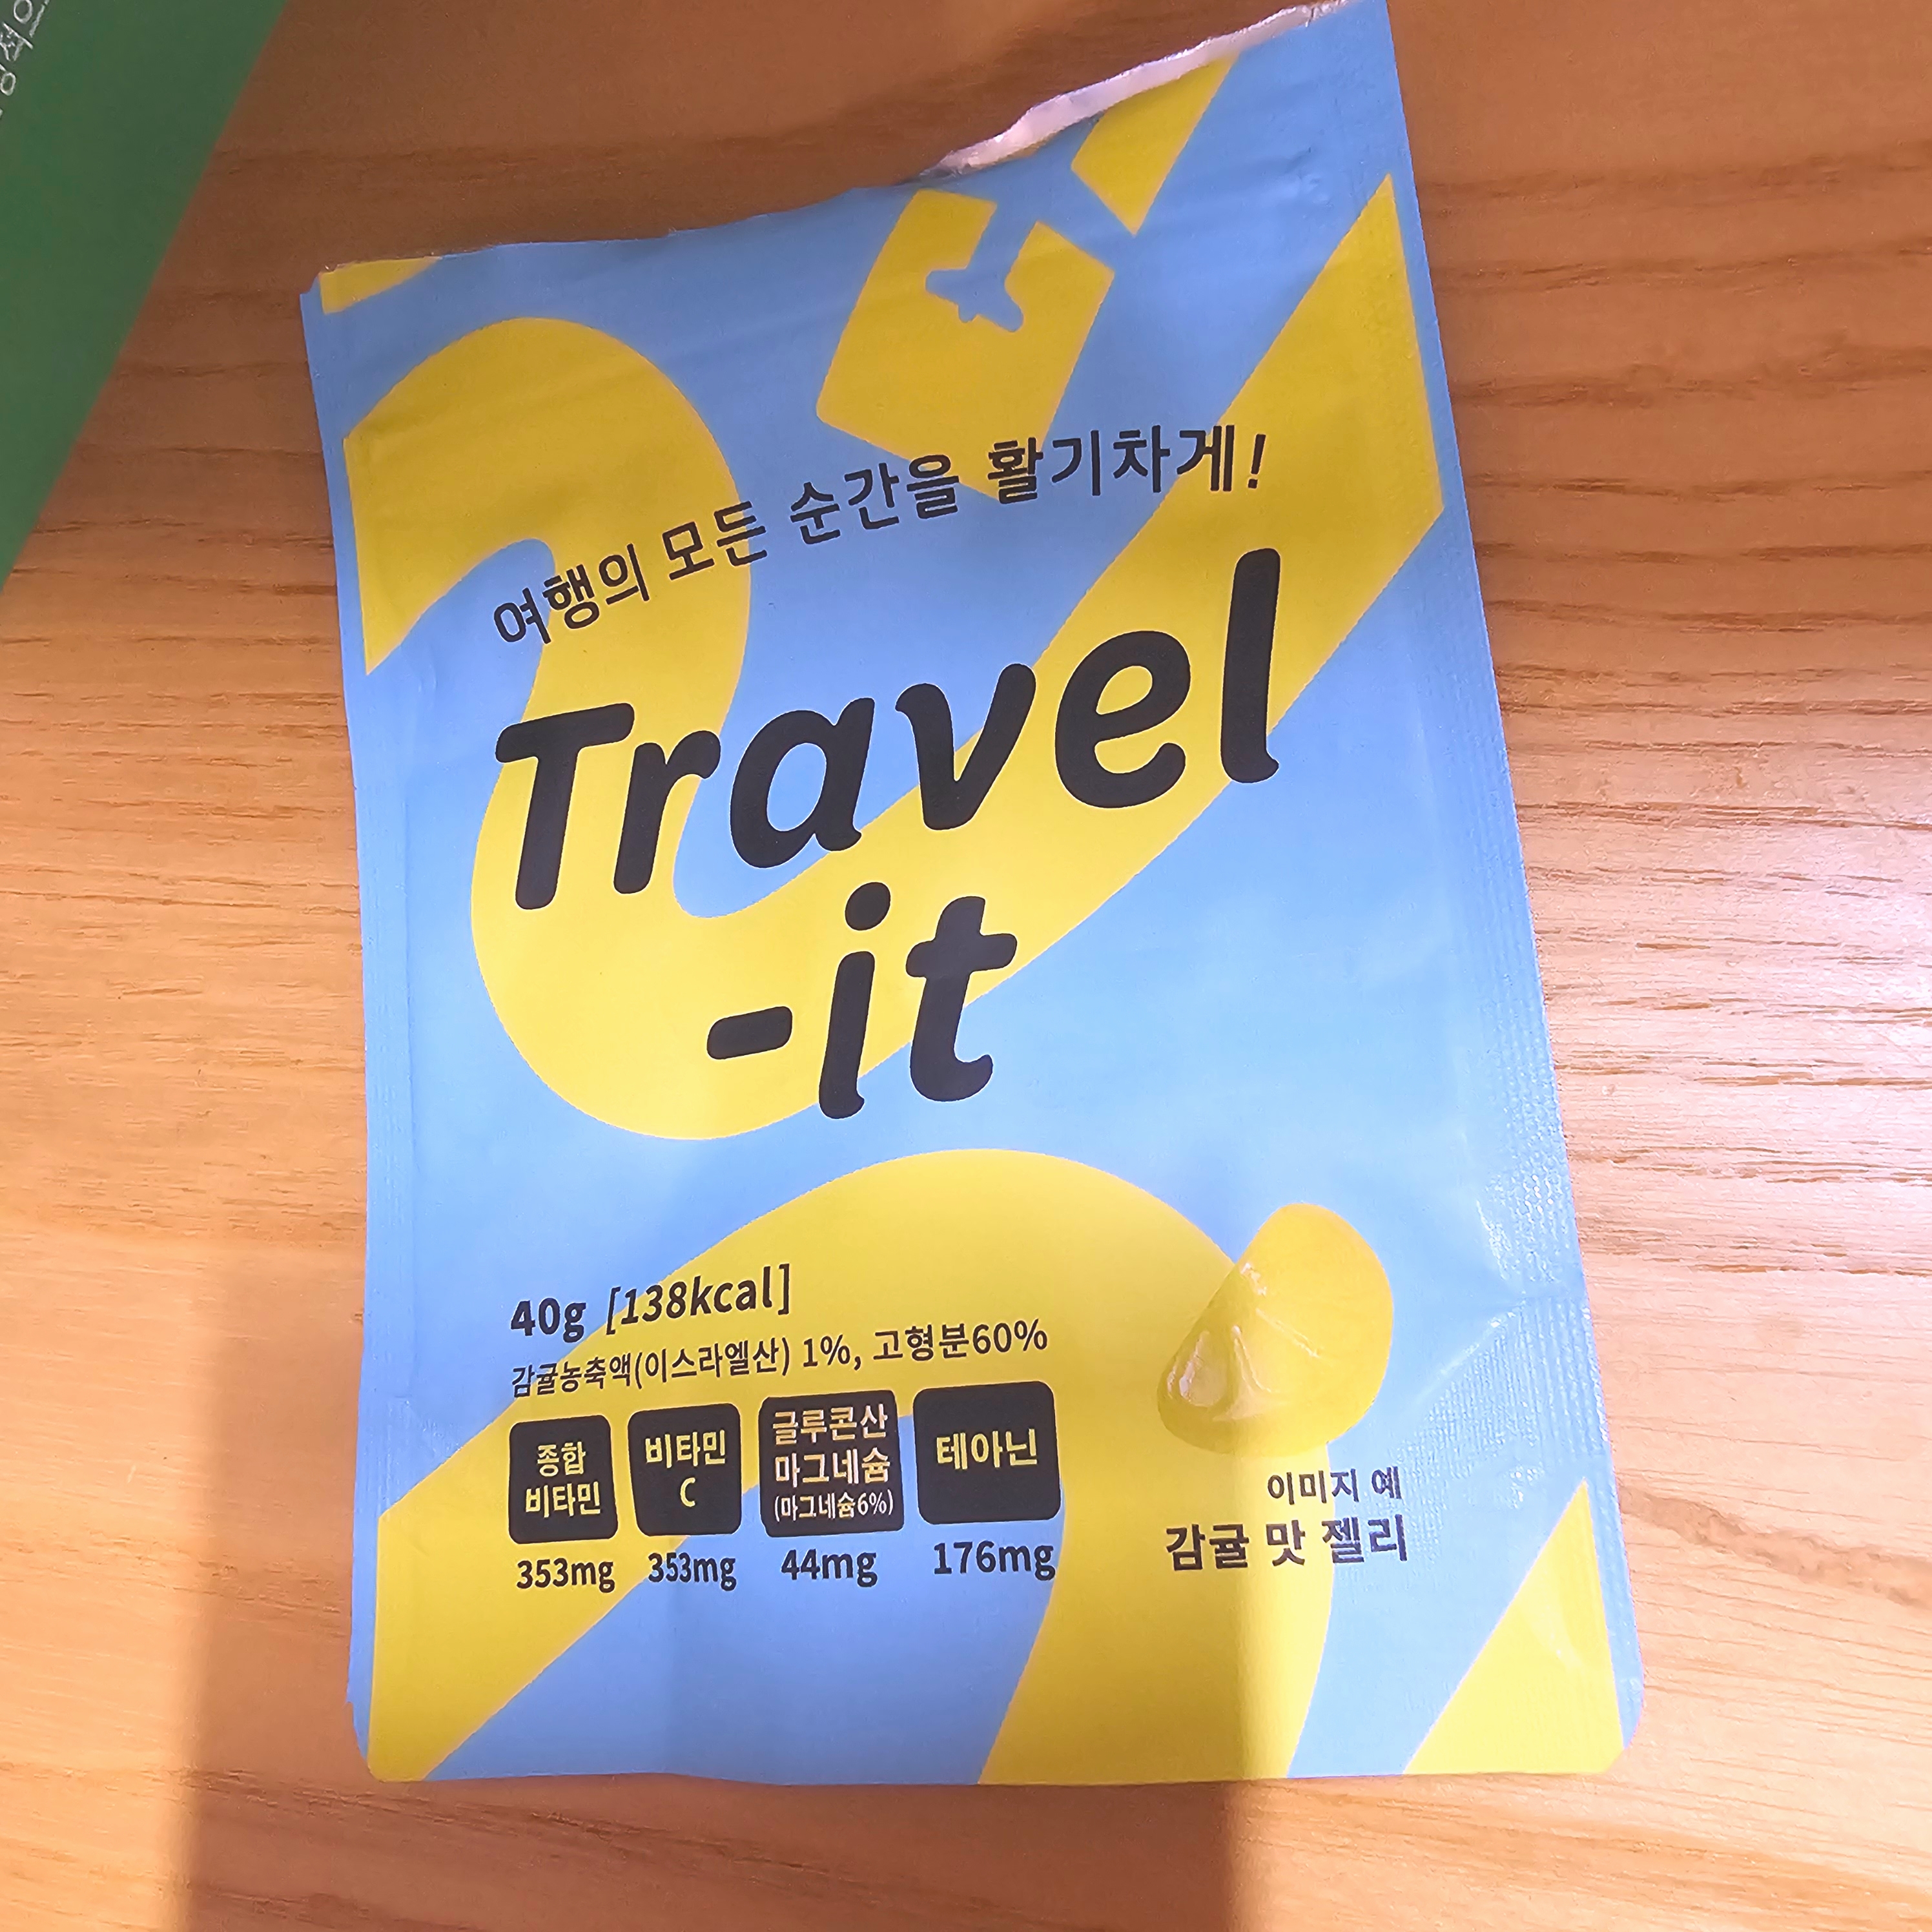 여행의 모든 순간을 활기차게!
Travel
-it
40g [138kcal]
감귤농축액(이스라엘산) 1%, 고형분60%
종합
비타민
353mg
비타민
C
353mg
글루콘산
마그네슘
(마그네슘6%)
44mg
테아닌
176mg
이미지 예
감귤 맛 젤리